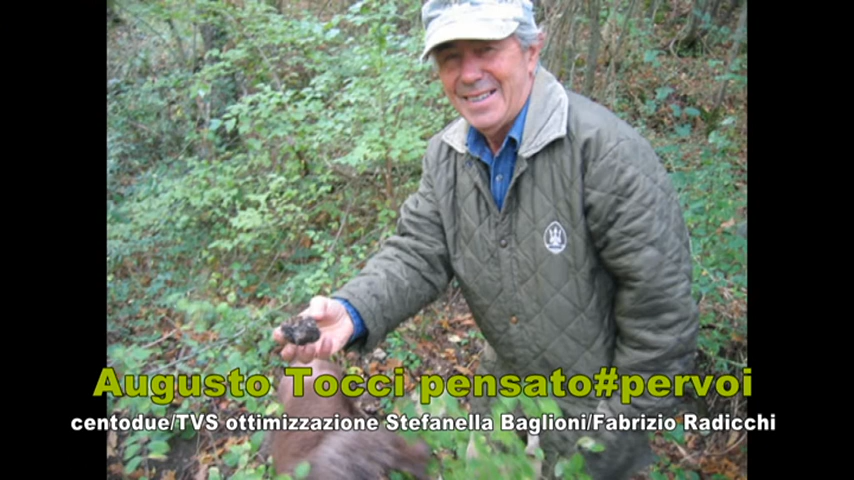 Augusto Tocci pensato#pervoi
centodue/TVS ottimizzazione Stefanella Baglioni/Fabrizio Radicchi